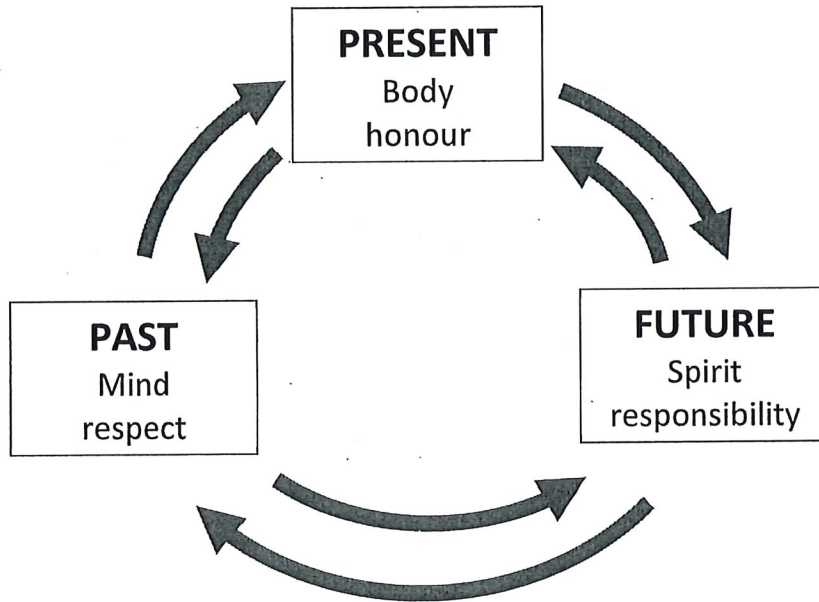 PRESENT
Body
honour
PAST
Mind
respect
FUTURE
Spirit
responsibility